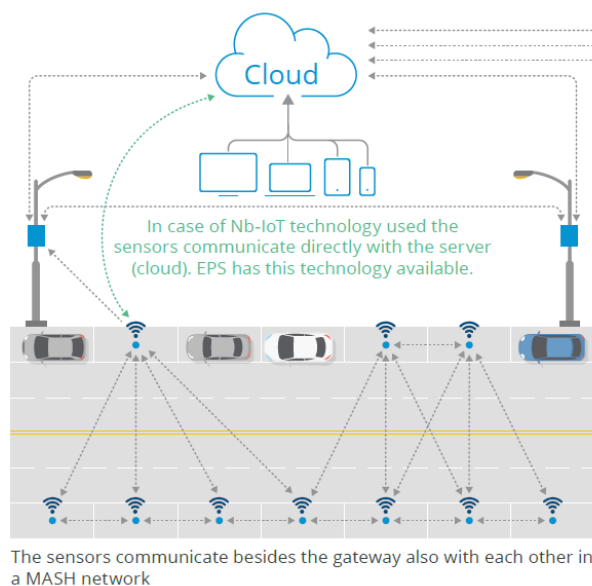 Cloud
In case of Nb-IoT technology used the
sensors communicate directly with the server
(cloud). EPS has this technology available.
The sensors communicate besides the gateway also with each other in
a MASH network